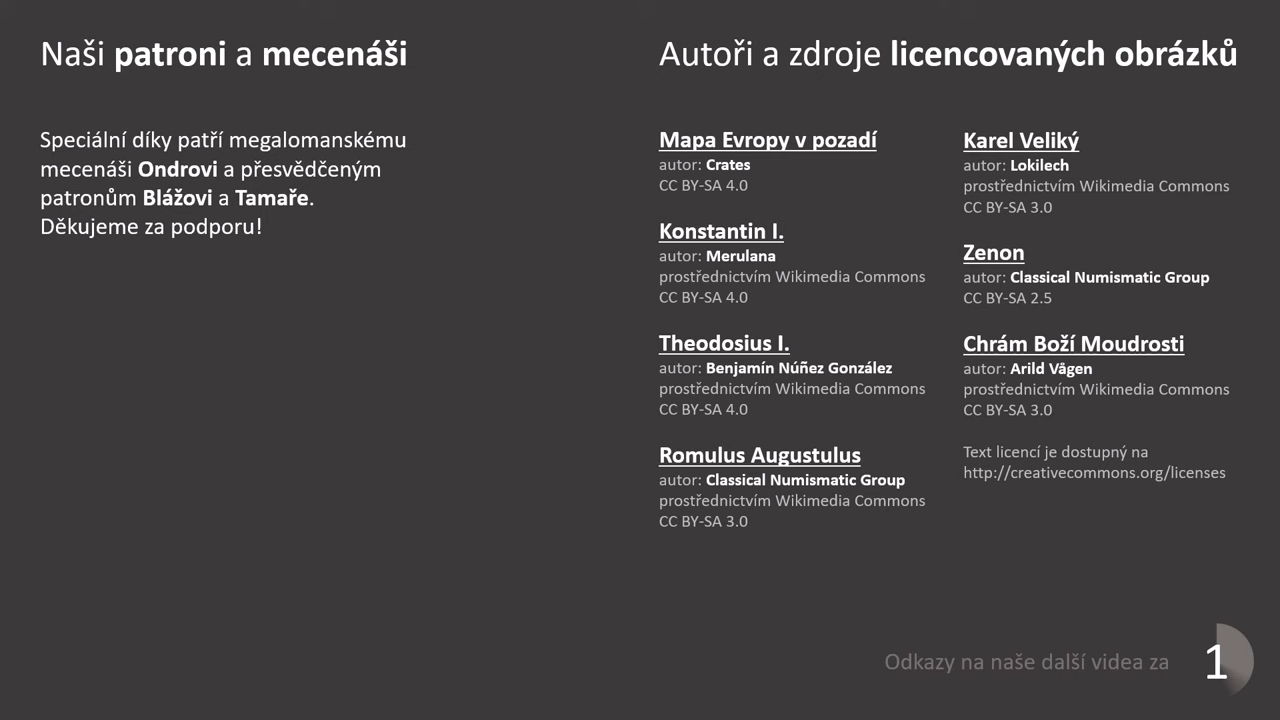 Naši patroni a mecenáši
Speciální díky patří megalomanskému
mecenáši Ondrovi a přesvědčeným
patronům Blážovi a Tamaře.
Děkujeme za podporu!
Autoři a zdroje licencovaných obrázků
Mapa Evropy v pozadí
autor: Crates
CC BY-SA 4.0
Konstantin I.
autor: Merulana
prostřednictvím Wikimedia Commons
CC BY-SA 4.0
Theodosius I.
autor: Benjamín Núñez González
prostřednictvím Wikimedia Commons
CC BY-SA 4.0
Romulus Augustulus
autor: Classical Numismatic Group
prostřednictvím Wikimedia Commons
CC BY-SA 3.0
Karel Veliký
autor: Lokilech
prostřednictvím Wikimedia Commons
CC BY-SA 3.0
Zenon
autor: Classical Numismatic Group
CC BY-SA 2.5
Chrám Boží Moudrosti
autor: Arild Vågen
prostřednictvím Wikimedia Commons
CC BY-SA 3.0
Text licencí je dostupný na
http://creativecommons.org/licenses
Odkazy na naše další videa za 1